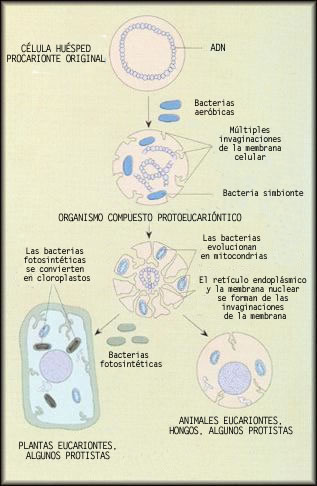 CÉLULA HUÉSPED
PROCARIONTE ORIGINAL
ADN
Bacterias
aeróbicas
Múltiples
invaginaciones
de la membrana
celular
Bacteria simbionte
ORGANISMO COMPUESTO PROTOEUCARIÓNTICO
Las bacterias
fotosintéticas
se convierten
en cloroplastos
Las bacterias
evolucionan
en mitocondrias
El retículo endoplásmico
y la membrana nuclear
se forman de las
invaginaciones
de la membrana
Bacterias
fotosintéticas
ANIMALES EUCARIONTES,
HONGOS, ALGUNOS PROTISTAS
PLANTAS EUCARIONTES,
ALGUNOS PROTISTAS